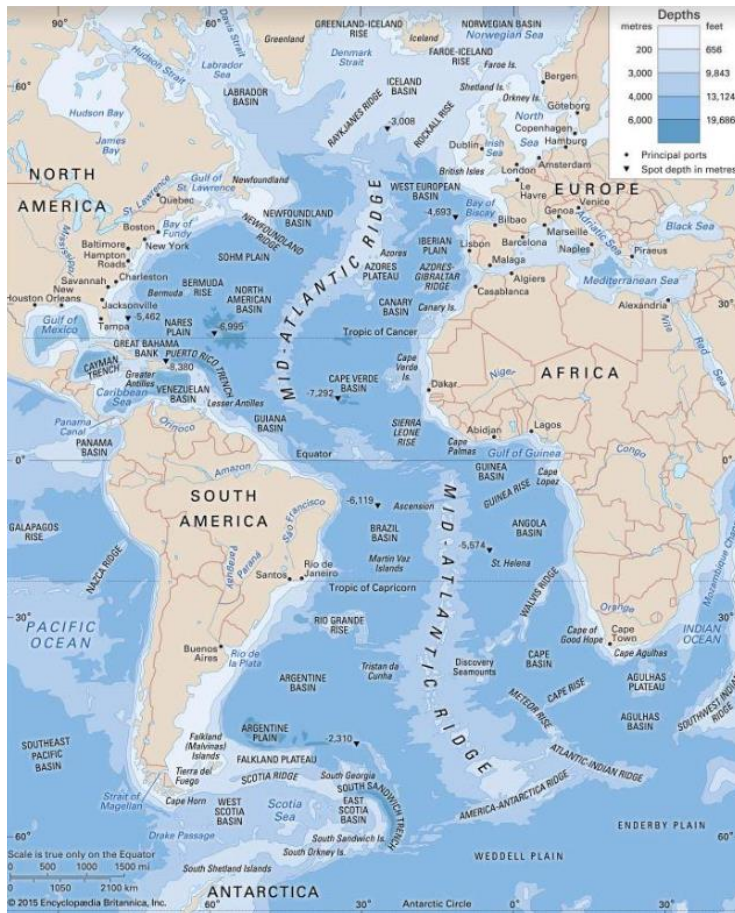 90°
60°
30°
0°
30°
Davis Strait
GREENLAND-ICELAND
RISE
NORWEGIAN BASIN
Norwegian Sea
Depths
metres
feet
200
656
3,000
9,843
4,000
13,124
6,000
19,686
• Principal ports
▼ Spot depth in metres
Greenland
Iceland
Denmark
Strait
FAROE-ICELAND
RISE
Faroe Is.
Hudson Strait
60°
Labrador
Sea
ICELAND
BASIN
Shetland Is.
Bergen
Orkney Is.
Göteborg
LABRADOR
BASIN
RAYKJANES RIDGE
-3,008
ROCKALL RISE
North
Sea
Copenhagen
Hamburg
Hudson Bay
James
Bay
Dublin
Irish
Sea
Amsterdam
British Isles
London
NORTH
AMERICA
Gulf of
St. Lawrence
St. Lawrence
Newfoundland
Québec
WEST EUROPEAN
BASIN
Le
Havre
EUROPE
Venice
-4,693
Bay of
Biscay
Genoa
Adriatic Sea
Black Sea
Boston
Bay of
Fundy
NEWFOUNDLAND
BASIN
NEWFOUNDLAND
RIDGE
Bilbao
Marseille
IBERIAN
PLAIN
Barcelona
Naples
Piraeus
Mississippi
Baltimore
New York
Hampton
Roads
SOHM PLAIN
Azores
Lisbon
Malaga
Savannah
Charleston
BERMUDA
RISE
AZORES
PLATEAU
AZORES-
GIBRALTAR
RIDGE
Algiers
Mediterranean Sea
Casablanca
New
Houston Orleans
Jacksonville
Bermuda
NORTH
AMERICAN
BASIN
CANARY
BASIN
Canary Is.
Alexandria
30°
Gulf of
Mexico
Tampa
-5,462
NARES
PLAIN
-6,995
Tropic of Cancer
Nile
Red Sea
MID-ATLANTIC RIDGE
GREAT BAHAMA
BANK
PUERTO RICO TRENCH
CAYMAN
TRENCH
-8,380
Cape
Verde
Is.
AFRICA
Greater
Antilles
Caribbean
Sea
VENEZUELAN
BASIN
Lesser Antilles
-7,292
CAPE VERDE
BASIN
Dakar
Niger
Panama
Canal
Orinoco
GUIANA
BASIN
SIERRA
LEONE
RISE
Abidjan
Lagos
Cape
Palmas
PANAMA
BASIN
Equator
Gulf of Guinea
0°
Amazon
GUINEA
BASIN
Cape
Lopez
Congo
SOUTH
AMERICA
São Francisco
-6,119
Ascension
GUINEA RISE
GALAPAGOS
RISE
BRAZIL
BASIN
ANGOLA
BASIN
-5,574
St. Helena
MID-ATLANTIC RIDGE
NAZCA RIDGE
Paraguay
Paraná
Martin Vaz
Islands
Mozambique Channel
Santos
Rio de
Janeiro
Tropic of Capricorn
WALVIS RIDGE
30°
RIO GRANDE
RISE
Orange
PACIFIC
OCEAN
Cape of
Good Hope
Cape
Town
INDIAN
OCEAN
Buenos
Aires
Río de
la Plata
CAPE
BASIN
Cape Agulhas
ARGENTINE
BASIN
Tristan da
Cunha
Discovery
Seamounts
AGULHAS
PLATEAU
CAPE RISE
SOUTHWEST INDIAN
RIDGE
METEOR RISE
AGULHAS
BASIN
SOUTHEAST
PACIFIC
BASIN
Falkland
(Malvinas)
Islands
ARGENTINE
PLAIN
-2,310
FALKLAND PLATEAU
ATLANTIC-INDIAN RIDGE
Tierra del
Fuego
SCOTIA RIDGE
South Georgia
SOUTH SANDWICH TRENCH
Strait of
Magellan
Cape Horn
WEST
SCOTIA
BASIN
Scotia
Sea
EAST
SCOTIA
BASIN
AMERICA-ANTARCTICA RIDGE
ENDERBY PLAIN
60°
Drake Passage
South Sandwich Is.
60°
Scale is true only on the Equator
South Orkney Is.
WEDDELL PLAIN
0 500 1000 1500 mi
South Shetland Islands
0 1050 2100 km
ANTARCTICA
© 2015 Encyclopædia Britannica, Inc.
90°
60°
30°
Antarctic Circle
0°
30°